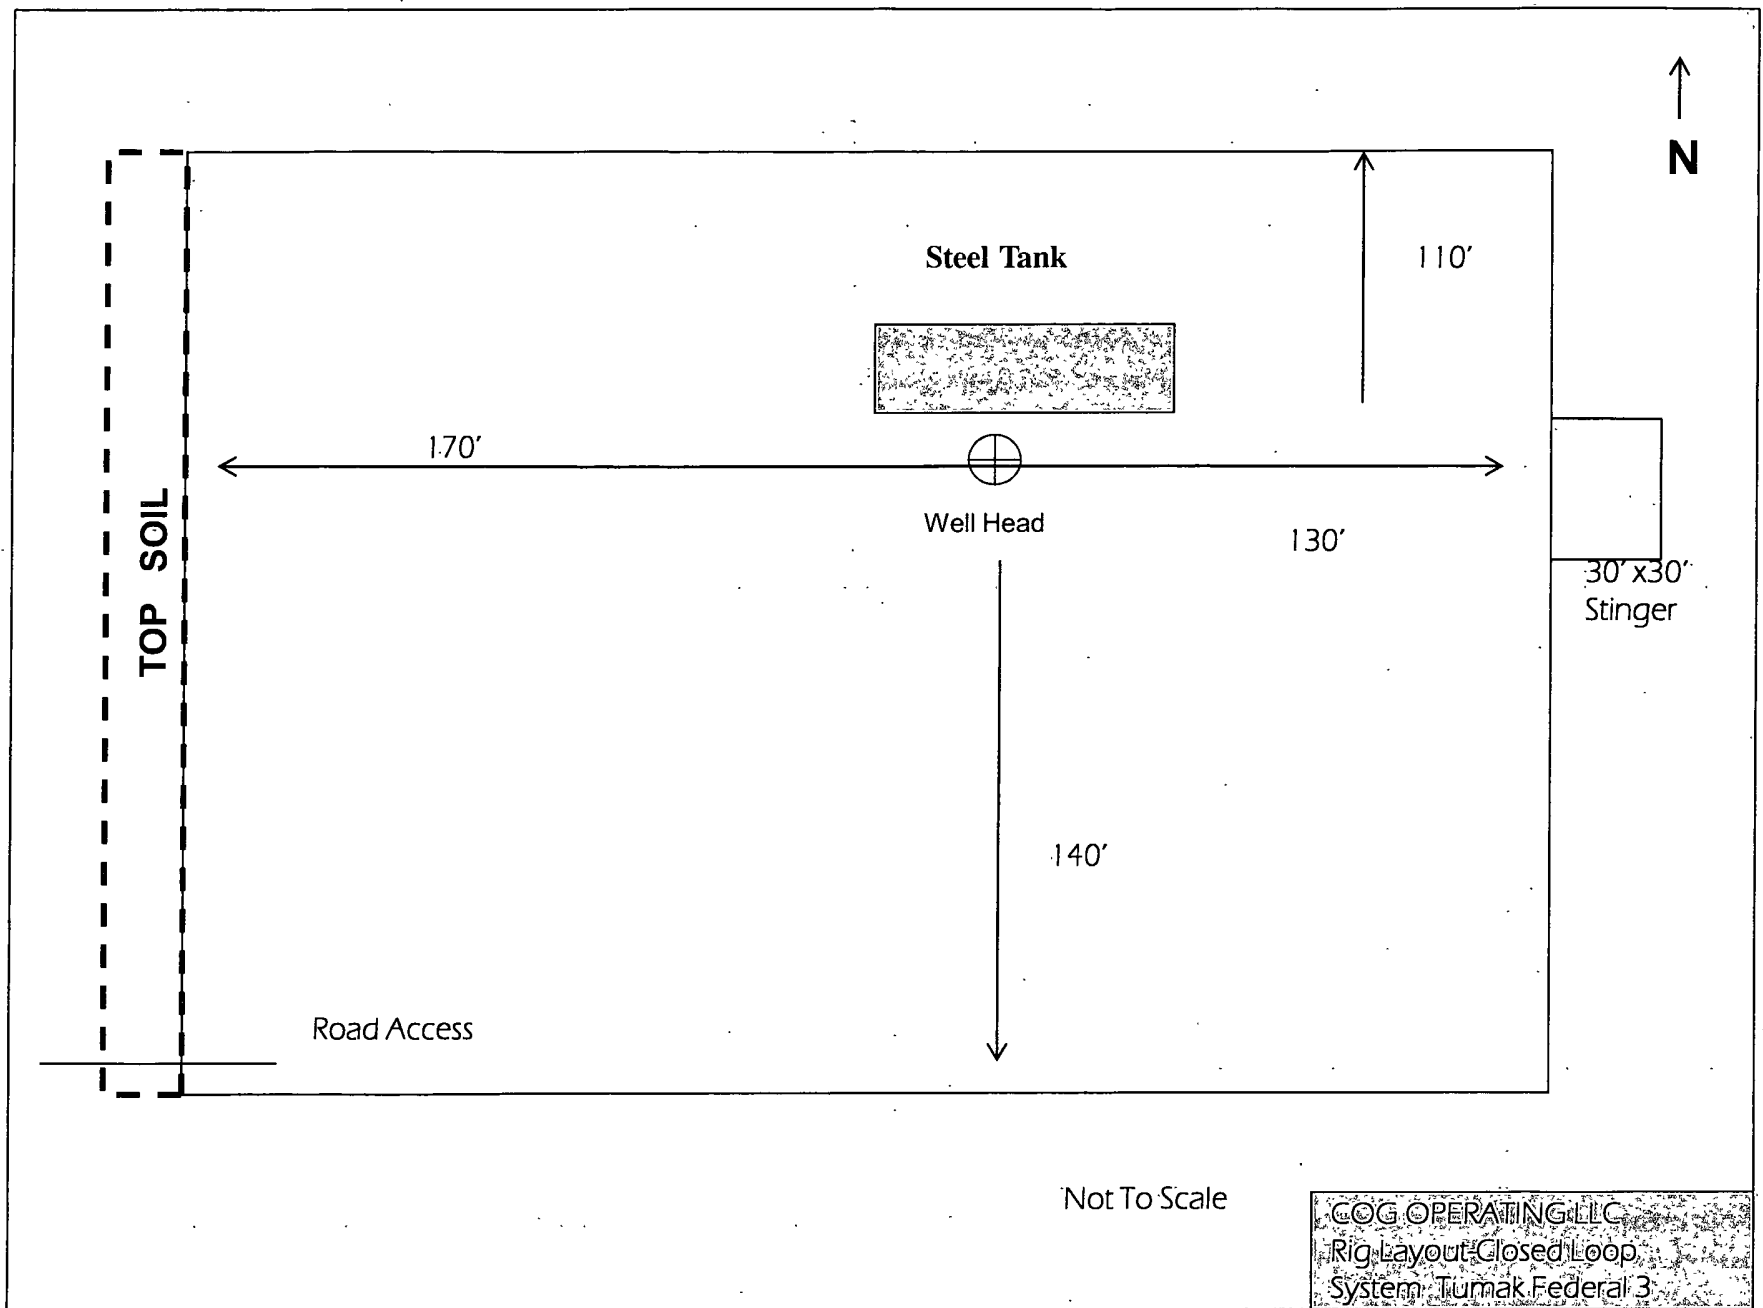 N
Steel Tank
110'
170'
Well Head
130'
TOP SOIL
30' x30'
Stinger
140'
Road Access
Not To Scale
COG OPERATING LLC
Rig Layout-Closed Loop
System Tumak Federal 3